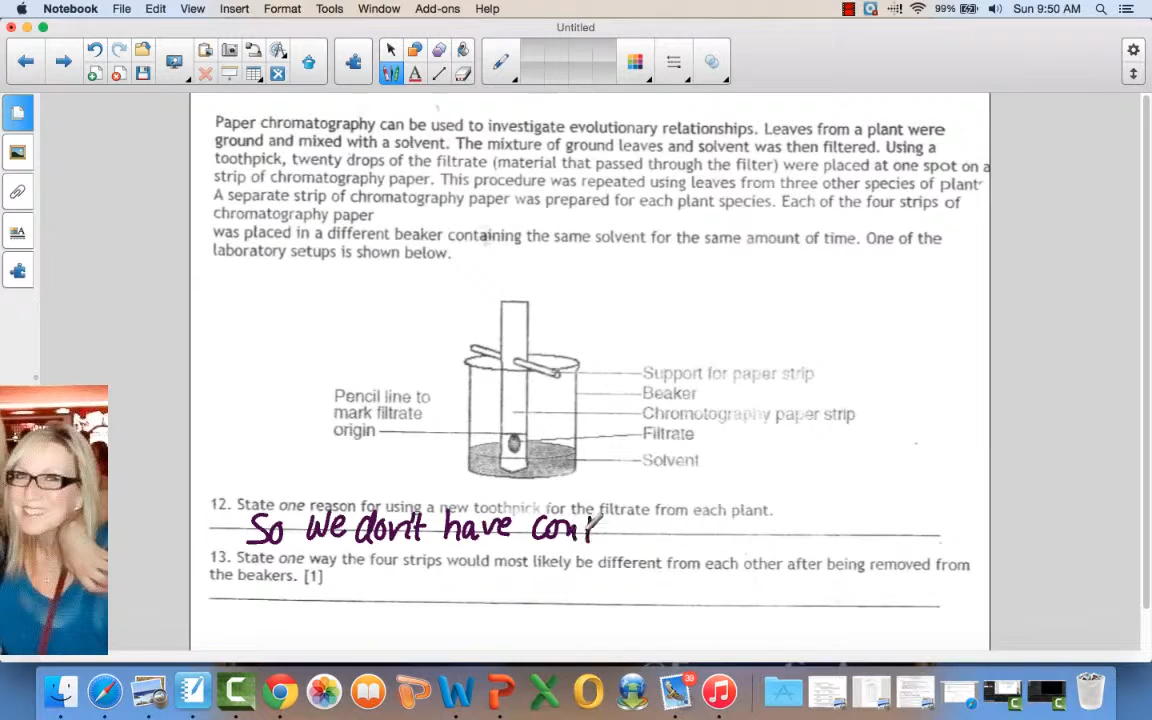 Notebook File Edit View Insert Format Tools Window Add-ons Help 99% Sun 9:50 AM
Untitled
Paper chromatography can be used to investigate evolutionary relationships. Leaves from a plant were
ground and mixed with a solvent. The mixture of ground leaves and solvent was then filtered. Using a
toothpick, twenty drops of the filtrate (material that passed through the filter) were placed at one spot on a
strip of chromatography paper. This procedure was repeated using leaves from three other species of plant
A separate strip of chromatography paper was prepared for each plant species. Each of the four strips of
chromatography paper
was placed in a different beaker containing the same solvent for the same amount of time. One of the
laboratory setups is shown below.
Support for paper strip
Beaker
Pencil line to
mark filtrate
origin
Chromotography paper strip
Filtrate
Solvent
12. State one reason for using a new toothpick for the filtrate from each plant.
So we don't have cont
13. State one way the four strips would most likely be different from each other after being removed from
the beakers. [1]
39